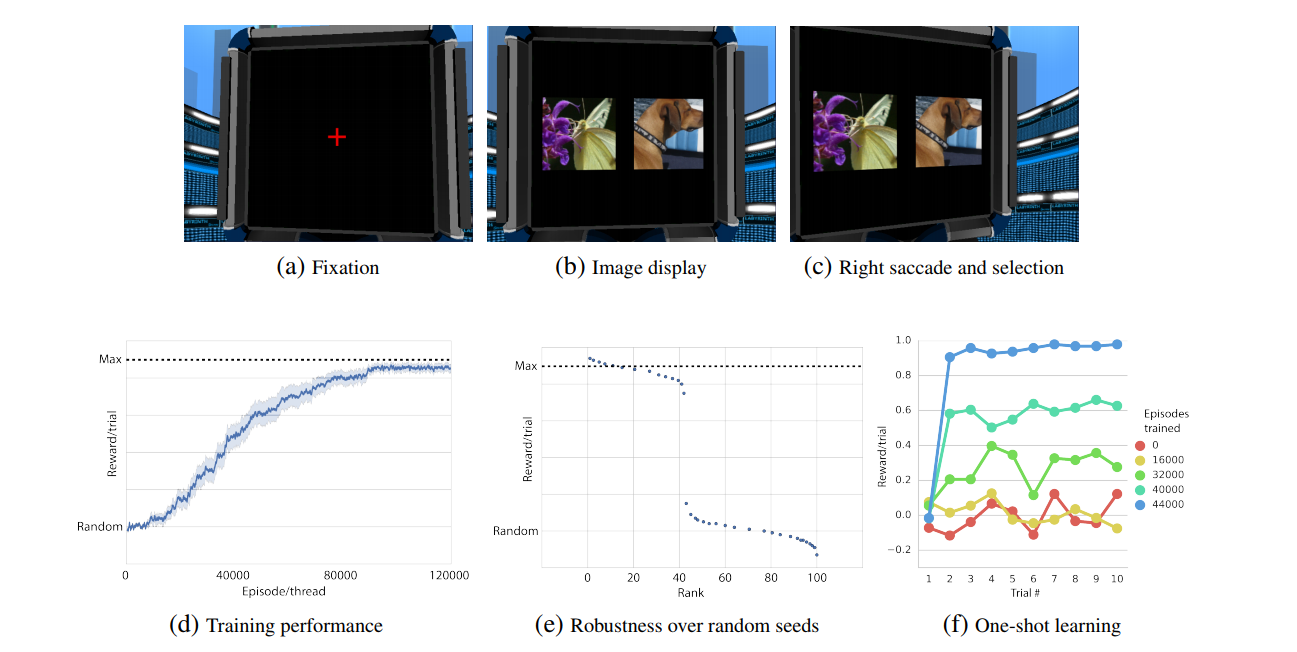 (a) Fixation
(b) Image display
(c) Right saccade and selection
Max
Random
Reward/trial
0 40000 80000 120000
Episode/thread
(d) Training performance
Max
Random
Reward/trial
0 20 40 60 80 100
Rank
(e) Robustness over random seeds
1.0
0.8
0.6
0.4
0.2
0.0
−0.2
Reward/trial
1 2 3 4 5 6 7 8 9 10
Trial #
Episodes
trained
0
16000
32000
40000
44000
(f) One-shot learning